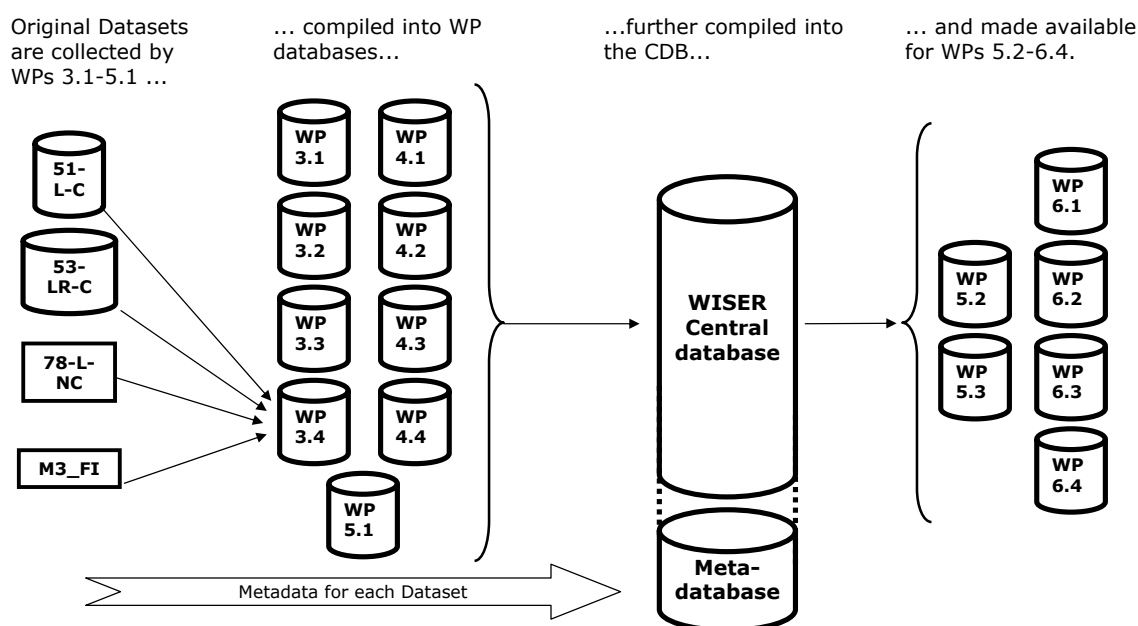 Original Datasets
are collected by
WPs 3.1-5.1 ...
... compiled into WP
databases...
...further compiled into
the CDB...
... and made available
for WPs 5.2-6.4.
51-
L-C
53-
LR-C
78-L-
NC
M3_FI
WP
3.1
WP
4.1
WP
3.2
WP
4.2
WP
3.3
WP
4.3
WP
3.4
WP
4.4
WP
5.1
WISER
Central
database
Meta-
database
WP
6.1
WP
5.2
WP
6.2
WP
5.3
WP
6.3
WP
6.4
Metadata for each Dataset